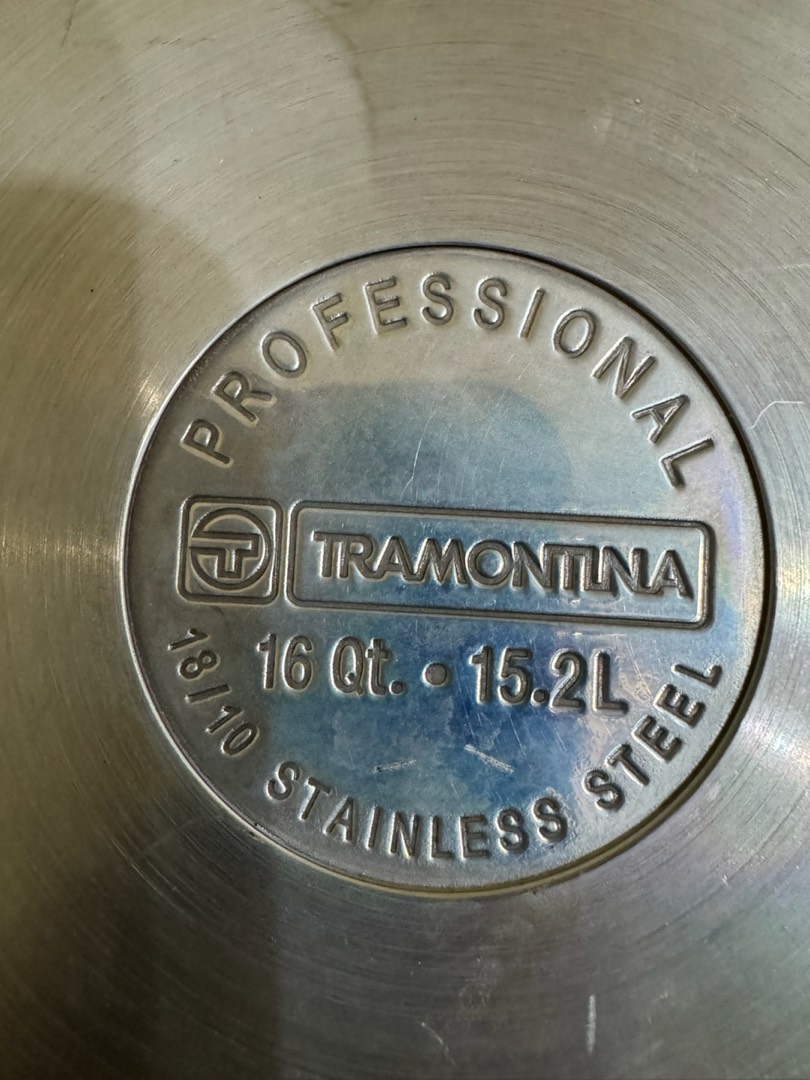 PROFESSIONAL
TRAMONTINA
16 Qt. • 15.2L
18/10 STAINLESS STEEL